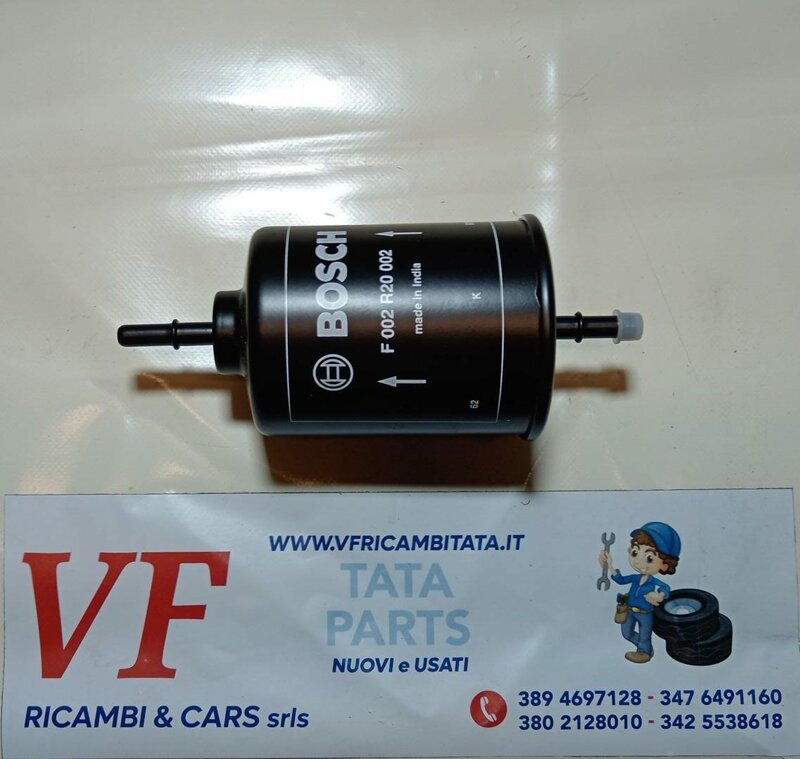 BOSCH
F 002 R20 002
made in India
K
62
WWW.VFRICAMBITATA.IT
VF
TATA
PARTS
NUOVI e USATI
RICAMBI & CARS srls
389 4697128 - 347 6491160
380 2128010 - 342 5538618